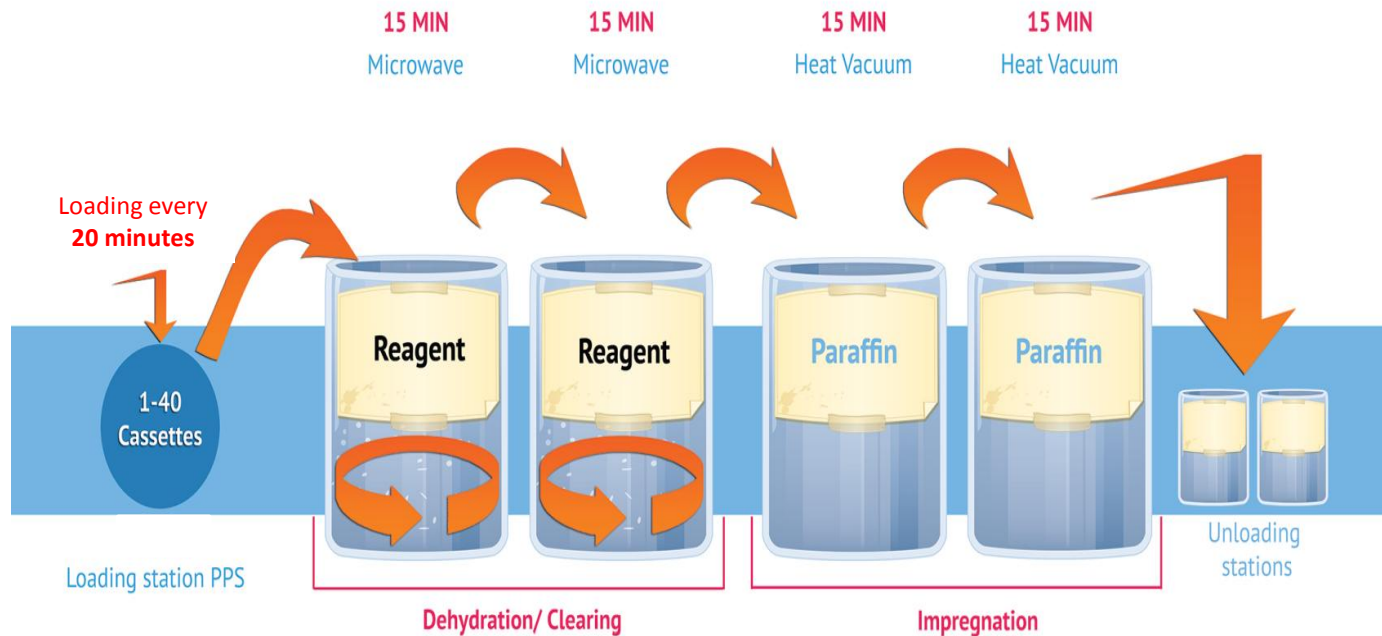 15 MIN
Microwave
15 MIN
Microwave
15 MIN
Heat Vacuum
15 MIN
Heat Vacuum
Loading every
20 minutes
1-40
Cassettes
Reagent
Reagent
Paraffin
Paraffin
Loading station PPS
Unloading
stations
Dehydration/ Clearing
Impregnation